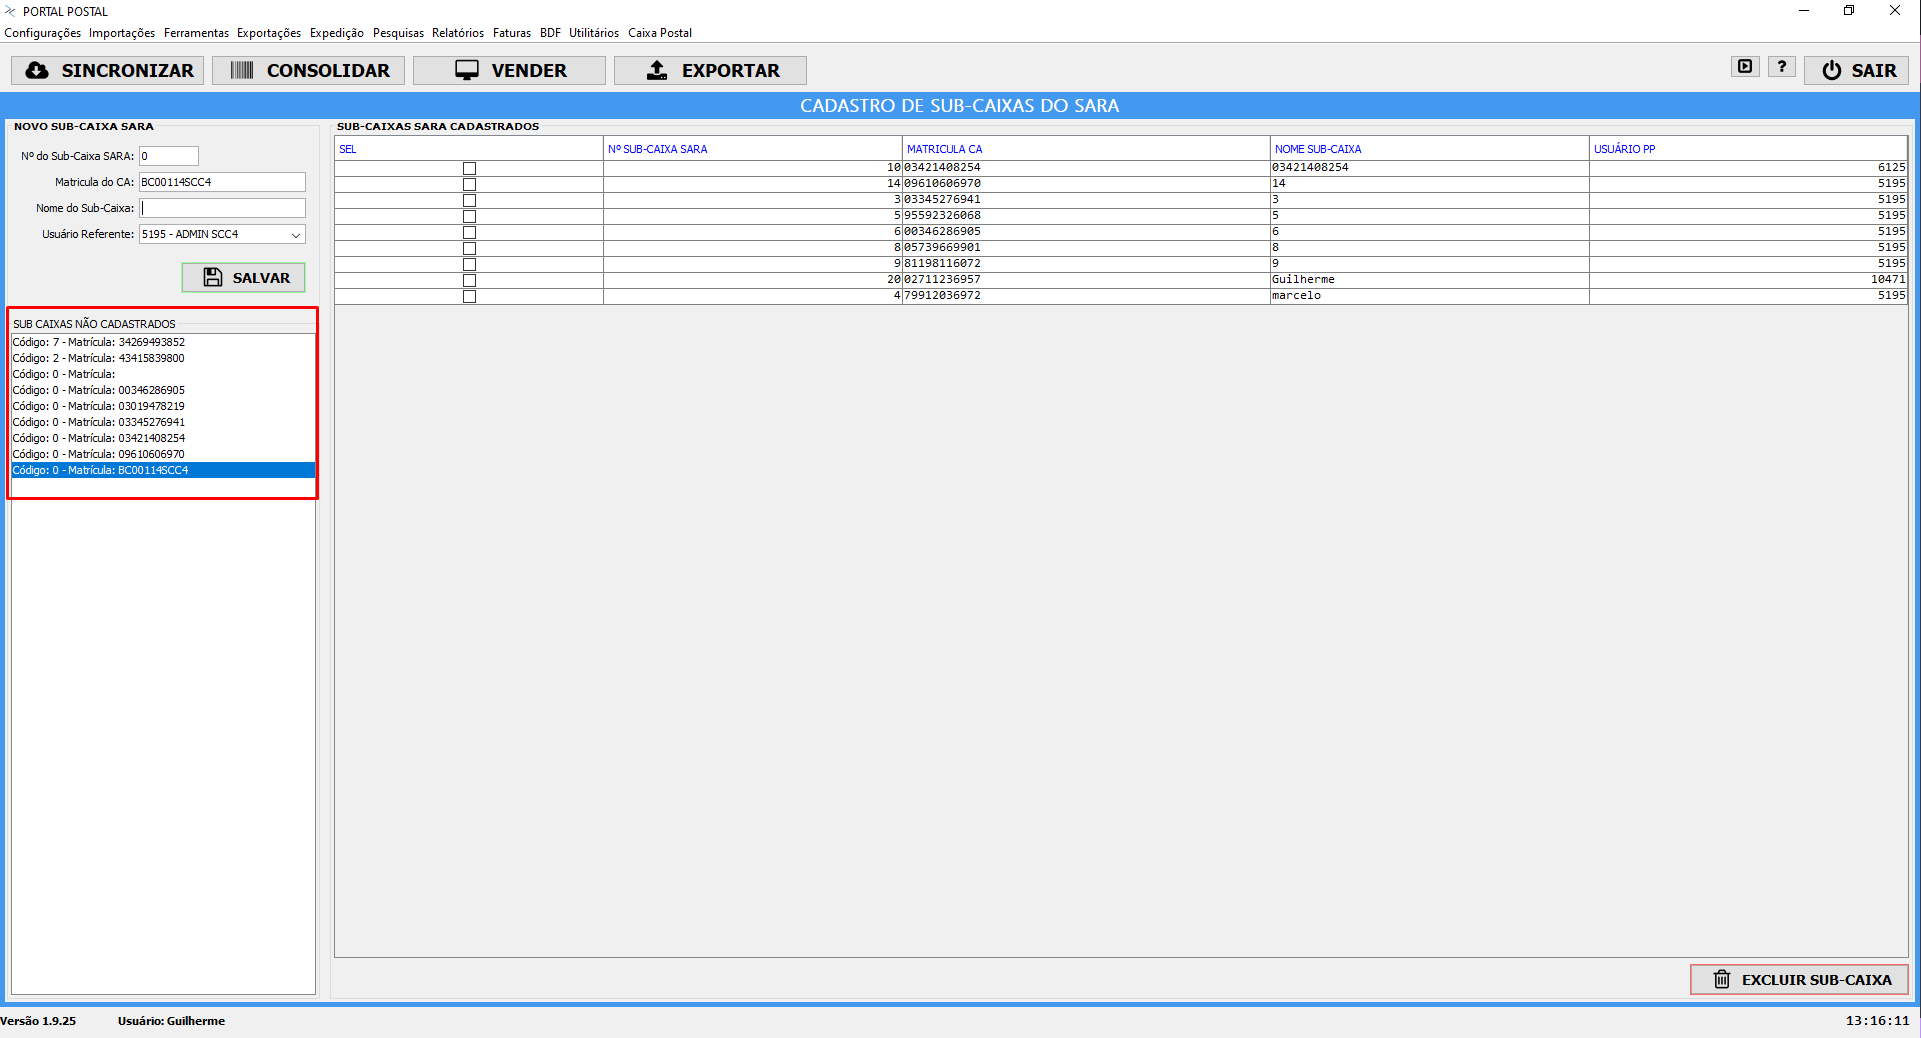 PORTAL POSTAL
Configurações Importações Ferramentas Exportações Expedição Pesquisas Relatórios Faturas BDF Utilitários Caixa Postal
SINCRONIZAR CONSOLIDAR VENDER EXPORTAR ? SAIR
CADASTRO DE SUB-CAIXAS DO SARA
NOVO SUB-CAIXA SARA
Nº do Sub-Caixa SARA: 0
Matricula do CA: BC00114SCC4
Nome do Sub-Caixa:
Usuário Referente: 5195 - ADMIN SCC4
SALVAR
SUB CAIXAS NÃO CADASTRADOS
Código: 7 - Matrícula: 34269493852
Código: 2 - Matrícula: 43415839800
Código: 0 - Matrícula:
Código: 0 - Matrícula: 00346286905
Código: 0 - Matrícula: 03019478219
Código: 0 - Matrícula: 03345276941
Código: 0 - Matrícula: 03421408254
Código: 0 - Matrícula: 09610606970
Código: 0 - Matrícula: BC00114SCC4
SUB-CAIXAS SARA CADASTRADOS
SEL Nº SUB-CAIXA SARA MATRICULA CA NOME SUB-CAIXA USUÁRIO PP
10 03421408254 03421408254 6125
14 09610606970 14 5195
3 03345276941 3 5195
5 95592326068 5 5195
6 00346286905 6 5195
8 05739669901 8 5195
9 81198116072 9 5195
20 02711236957 Guilherme 10471
4 79912036972 marcelo 5195
EXCLUIR SUB-CAIXA
Versão 1.9.25 Usuário: Guilherme 13:16:11